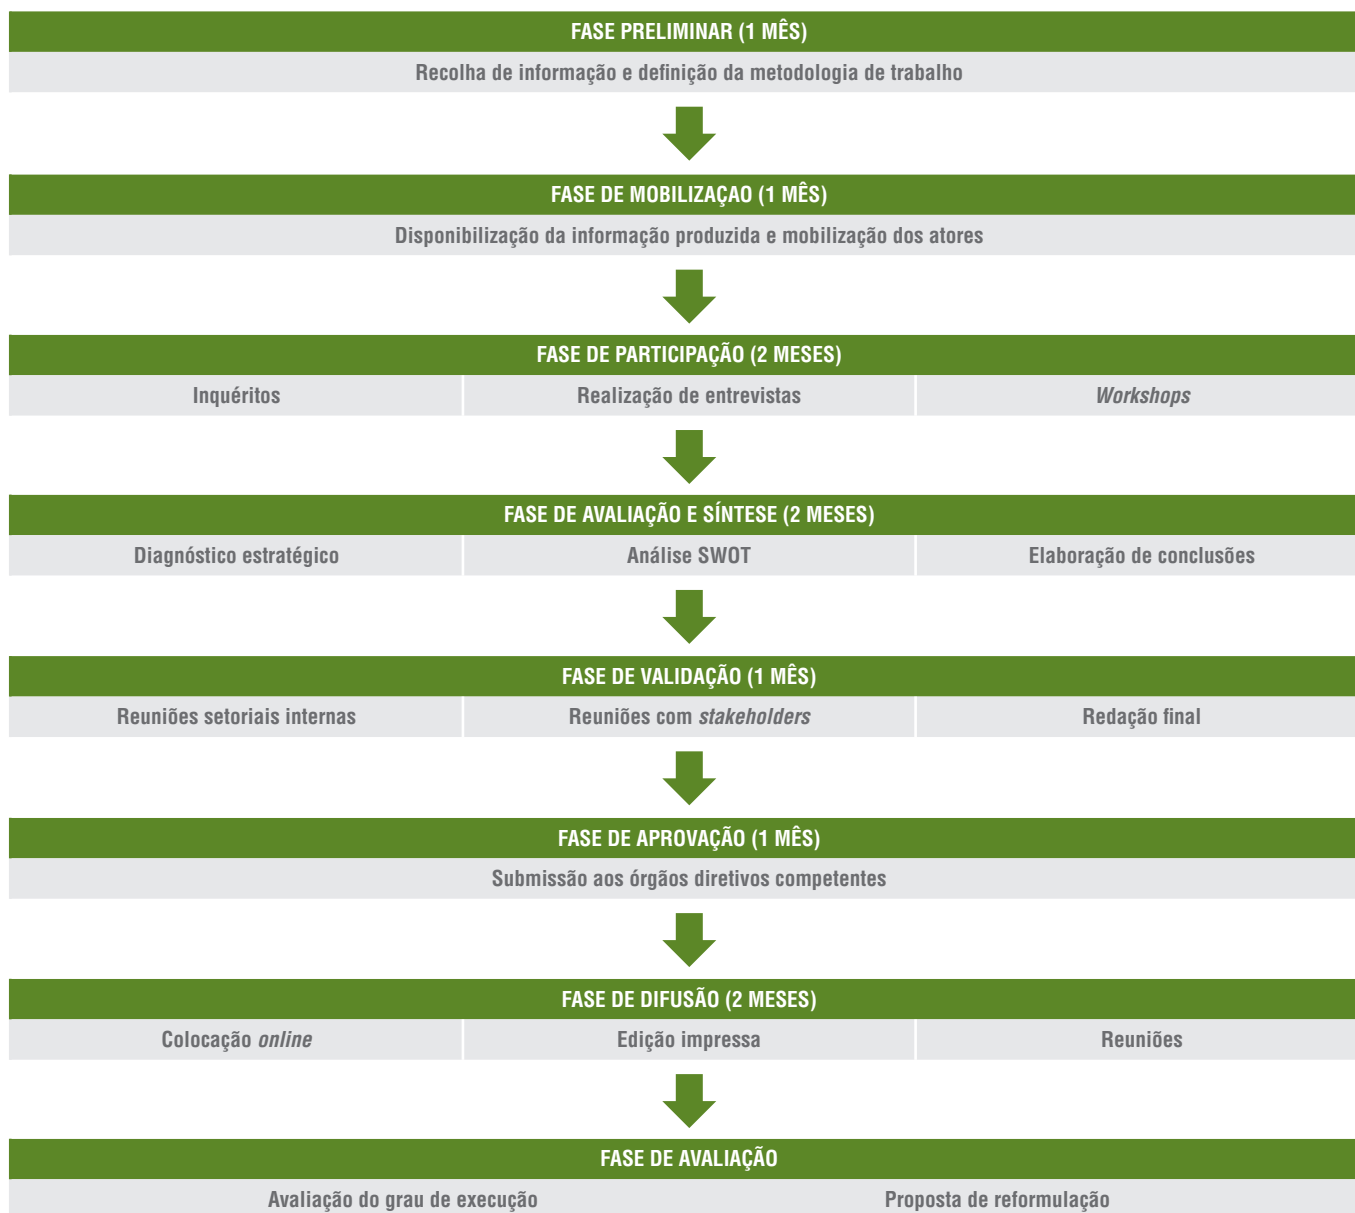 FASE PRELIMINAR (1 MÊS)
Recolha de informação e definição da metodologia de trabalho
FASE DE MOBILIZAÇAO (1 MÊS)
Disponibilização da informação produzida e mobilização dos atores
FASE DE PARTICIPAÇÃO (2 MESES)
Inquéritos Realização de entrevistas Workshops
FASE DE AVALIAÇÃO E SÍNTESE (2 MESES)
Diagnóstico estratégico Análise SWOT Elaboração de conclusões
FASE DE VALIDAÇÃO (1 MÊS)
Reuniões setoriais internas Reuniões com stakeholders Redação final
FASE DE APROVAÇÃO (1 MÊS)
Submissão aos órgãos diretivos competentes
FASE DE DIFUSÃO (2 MESES)
Colocação online Edição impressa Reuniões
FASE DE AVALIAÇÃO
Avaliação do grau de execução Proposta de reformulação